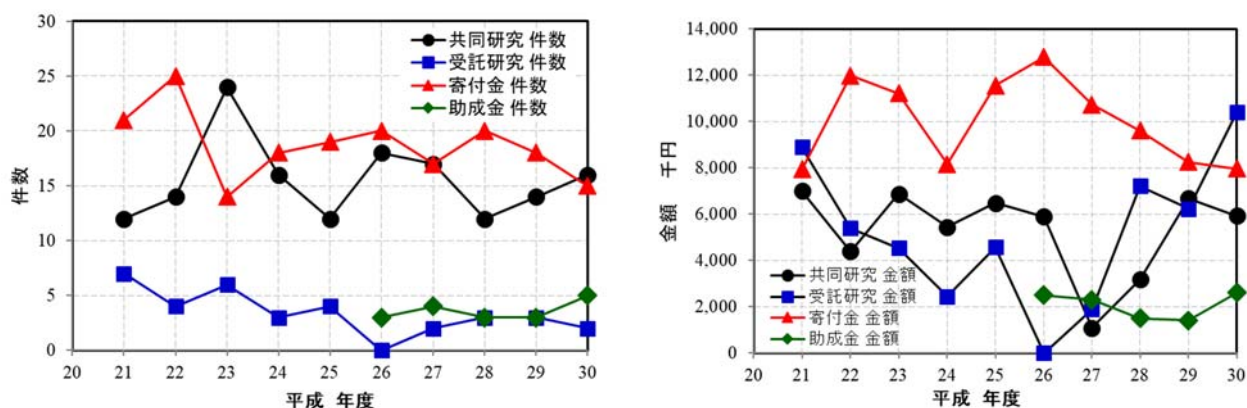 30
25
20
15
10
5
0
件数
共同研究 件数
受託研究 件数
寄付金 件数
助成金 件数
20 21 22 23 24 25 26 27 28 29 30
平成 年度
14,000
12,000
10,000
8,000
6,000
4,000
2,000
0
金額 千円
共同研究 金額
受託研究 金額
寄付金 金額
助成金 金額
20 21 22 23 24 25 26 27 28 29 30
平成 年度